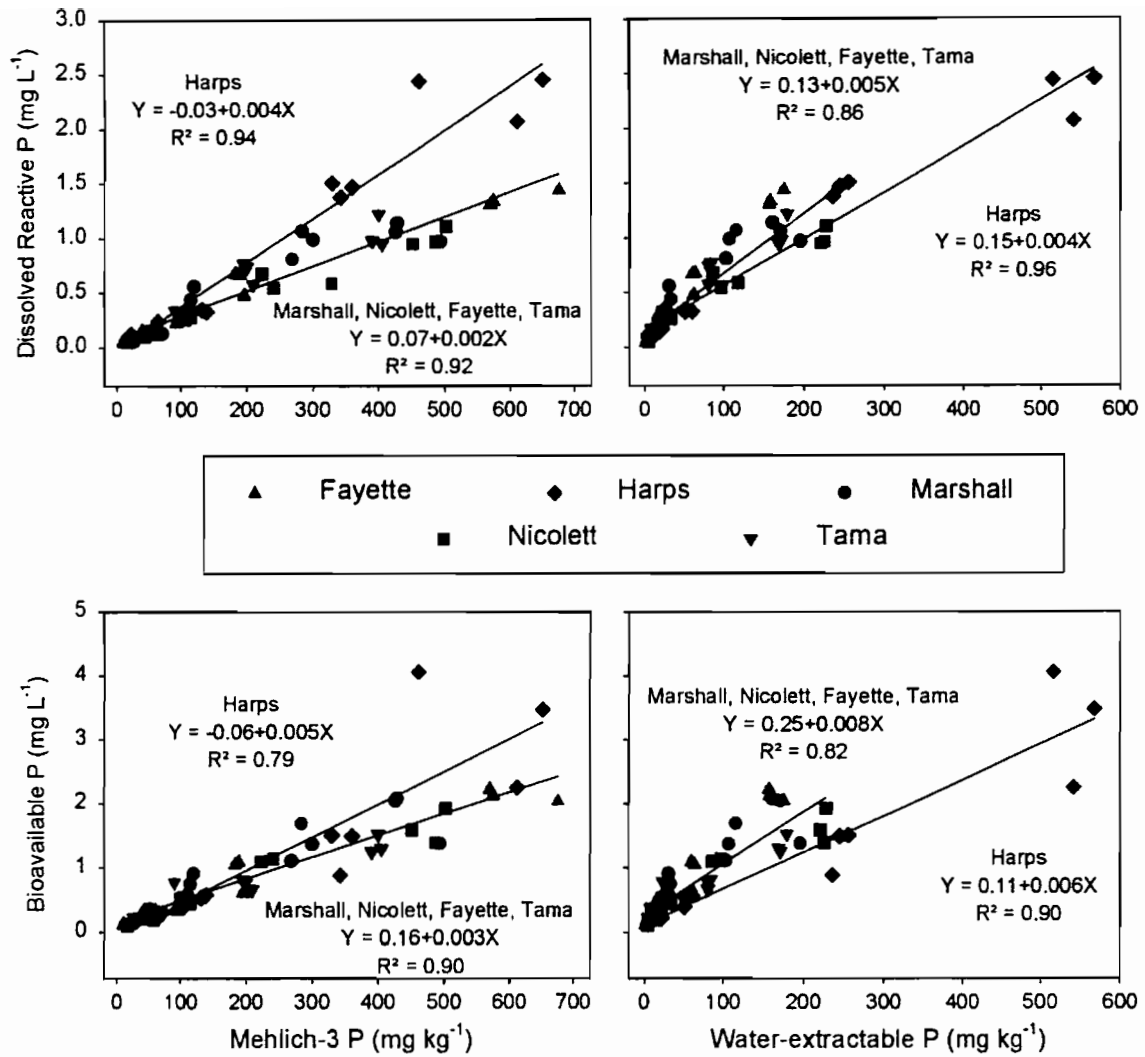 Dissolved Reactive P (mg L⁻¹)
3.0
2.5
2.0
1.5
1.0
0.5
0.0
Harps
Y = -0.03+0.004X
R² = 0.94
Marshall, Nicolett, Fayette, Tama
Y = 0.07+0.002X
R² = 0.92
0 100 200 300 400 500 600 700
Marshall, Nicolett, Fayette, Tama
Y = 0.13+0.005X
R² = 0.86
Harps
Y = 0.15+0.004X
R² = 0.96
0 100 200 300 400 500 600
Fayette Harps Marshall
Nicolett Tama
Bioavailable P (mg L⁻¹)
5
4
3
2
1
0
Harps
Y = -0.06+0.005X
R² = 0.79
Marshall, Nicolett, Fayette, Tama
Y = 0.16+0.003X
R² = 0.90
0 100 200 300 400 500 600 700
Mehlich-3 P (mg kg⁻¹)
Marshall, Nicolett, Fayette, Tama
Y = 0.25+0.008X
R² = 0.82
Harps
Y = 0.11+0.006X
R² = 0.90
0 100 200 300 400 500 600
Water-extractable P (mg kg⁻¹)